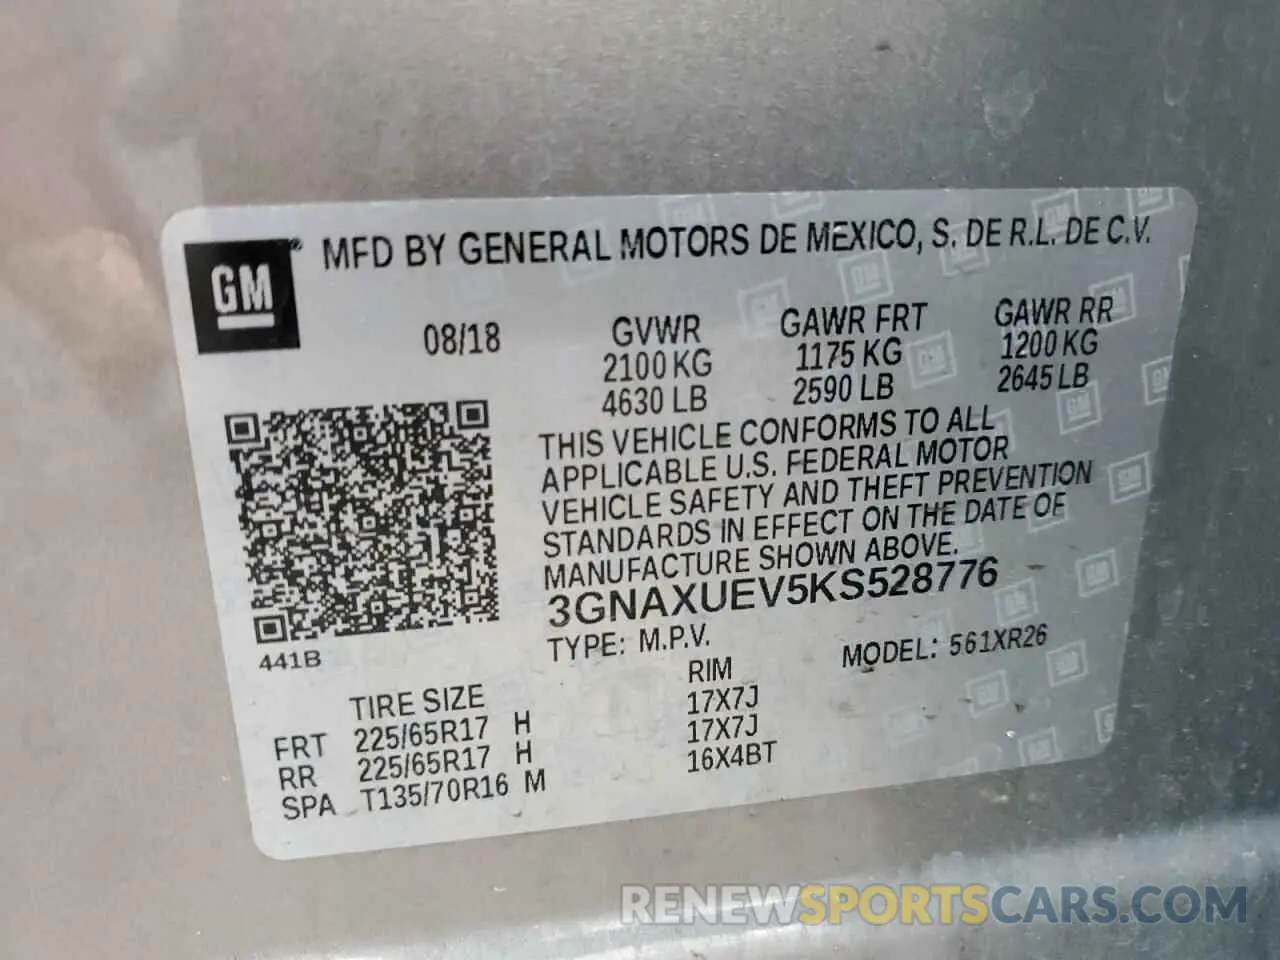 GM® MFD BY GENERAL MOTORS DE MEXICO, S. DE R.L. DE C.V.
08/18 GVWR GAWR FRT GAWR RR
2100 KG 1175 KG 1200 KG
4630 LB 2590 LB 2645 LB
THIS VEHICLE CONFORMS TO ALL
APPLICABLE U.S. FEDERAL MOTOR
VEHICLE SAFETY AND THEFT PREVENTION
STANDARDS IN EFFECT ON THE DATE OF
MANUFACTURE SHOWN ABOVE.
3GNAXUEV5KS528776
441B TYPE: M.P.V. MODEL: 561XR26
TIRE SIZE RIM
FRT 225/65R17 H 17X7J
RR 225/65R17 H 17X7J
SPA T135/70R16 M 16X4BT
RENEWSPORTSCARS.COM